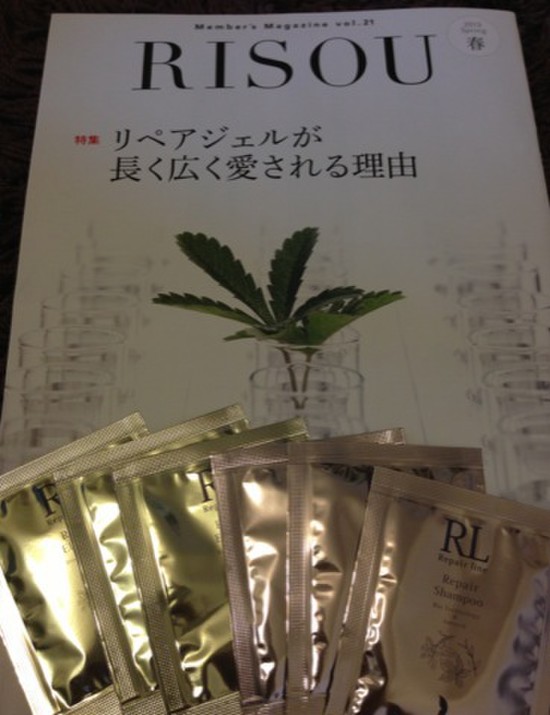 Member's Magazine vol.21
RISOU
Spring
春
特集 リペアジェルが
長く広く愛される理由
R
R
RL
Repair line
Repair
Shampoo